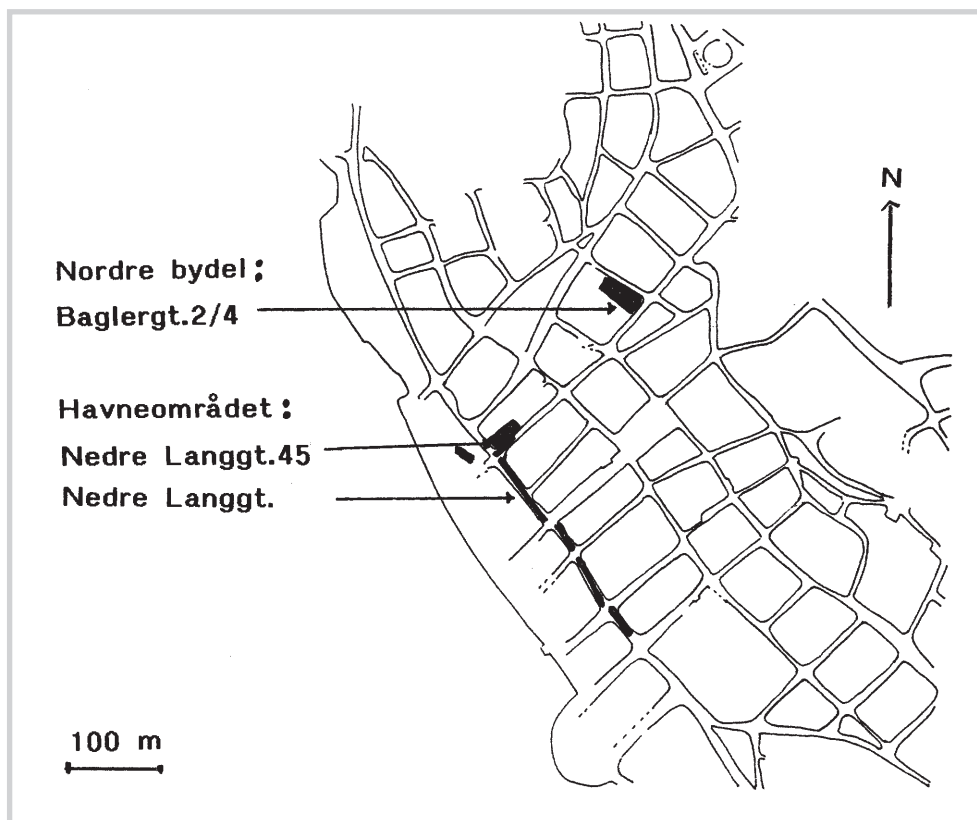 N
Nordre bydel:
Baglergt.2/4
Havneområdet:
Nedre Langgt.45
Nedre Langgt.
100 m